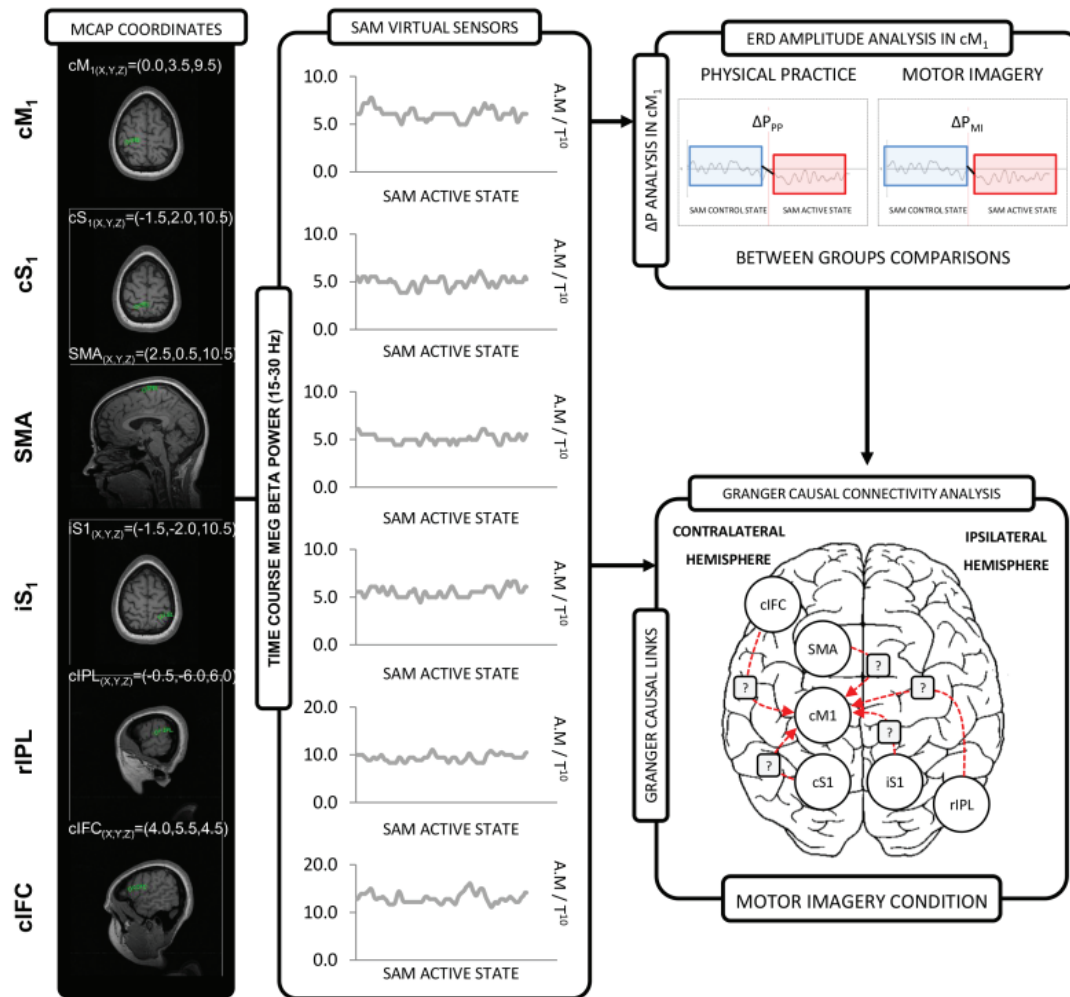 MCAP COORDINATES
cM1(X,Y,Z)=(0.0,3.5,9.5)
cM1
cS1(X,Y,Z)=(-1.5,2.0,10.5)
cS1
SMA(X,Y,Z)=(2.5,0.5,10.5)
SMA
iS1(X,Y,Z)=(-1.5,-2.0,10.5)
iS1
cIPL(X,Y,Z)=(-0.5,-6.0,6.0)
rIPL
cIFC(X,Y,Z)=(4.0,5.5,4.5)
cIFC
TIME COURSE MEG BETA POWER (15-30 Hz)
SAM VIRTUAL SENSORS
10.0
5.0
0.0
A.M / T10
SAM ACTIVE STATE
10.0
5.0
0.0
A.M / T10
SAM ACTIVE STATE
10.0
5.0
0.0
A.M / T10
SAM ACTIVE STATE
10.0
5.0
0.0
A.M / T10
SAM ACTIVE STATE
20.0
10.0
0.0
A.M / T10
SAM ACTIVE STATE
20.0
10.0
0.0
A.M / T10
SAM ACTIVE STATE
ΔP ANALYSIS IN cM1
ERD AMPLITUDE ANALYSIS IN cM1
PHYSICAL PRACTICE
MOTOR IMAGERY
ΔPPP
SAM CONTROL STATE
SAM ACTIVE STATE
ΔPMI
SAM CONTROL STATE
SAM ACTIVE STATE
BETWEEN GROUPS COMPARISONS
GRANGER CAUSAL CONNECTIVITY ANALYSIS
GRANGER CAUSAL LINKS
CONTRALATERAL
HEMISPHERE
IPSILATERAL
HEMISPHERE
cIFC
SMA
?
?
?
cM1
?
?
cS1
iS1
rIPL
MOTOR IMAGERY CONDITION